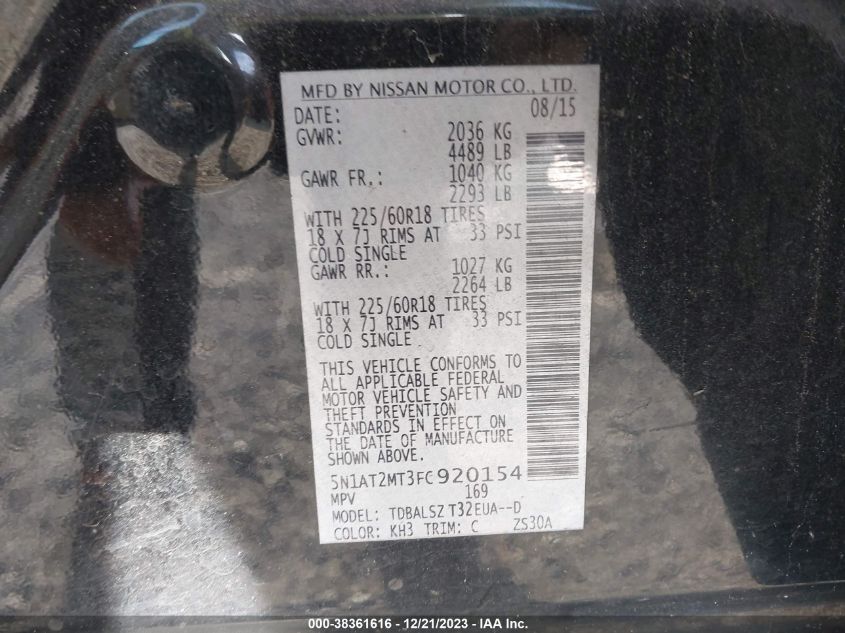 MFD BY NISSAN MOTOR CO., LTD.
DATE: 08/15
GVWR: 2036 KG
4489 LB
GAWR FR.: 1040 KG
2293 LB
WITH 225/60R18 TIRES
18 X 7J RIMS AT 33 PSI
COLD SINGLE
GAWR RR.: 1027 KG
2264 LB
WITH 225/60R18 TIRES
18 X 7J RIMS AT 33 PSI
COLD SINGLE
THIS VEHICLE CONFORMS TO
ALL APPLICABLE FEDERAL
MOTOR VEHICLE SAFETY AND
THEFT PREVENTION
STANDARDS IN EFFECT ON
THE DATE OF MANUFACTURE
SHOWN ABOVE.
5N1AT2MT3FC920154
MPV 169
MODEL: TDBALSZ T32EUA--D
COLOR: KH3 TRIM: C ZS30A
000-38361616 - 12/21/2023 - IAA Inc.